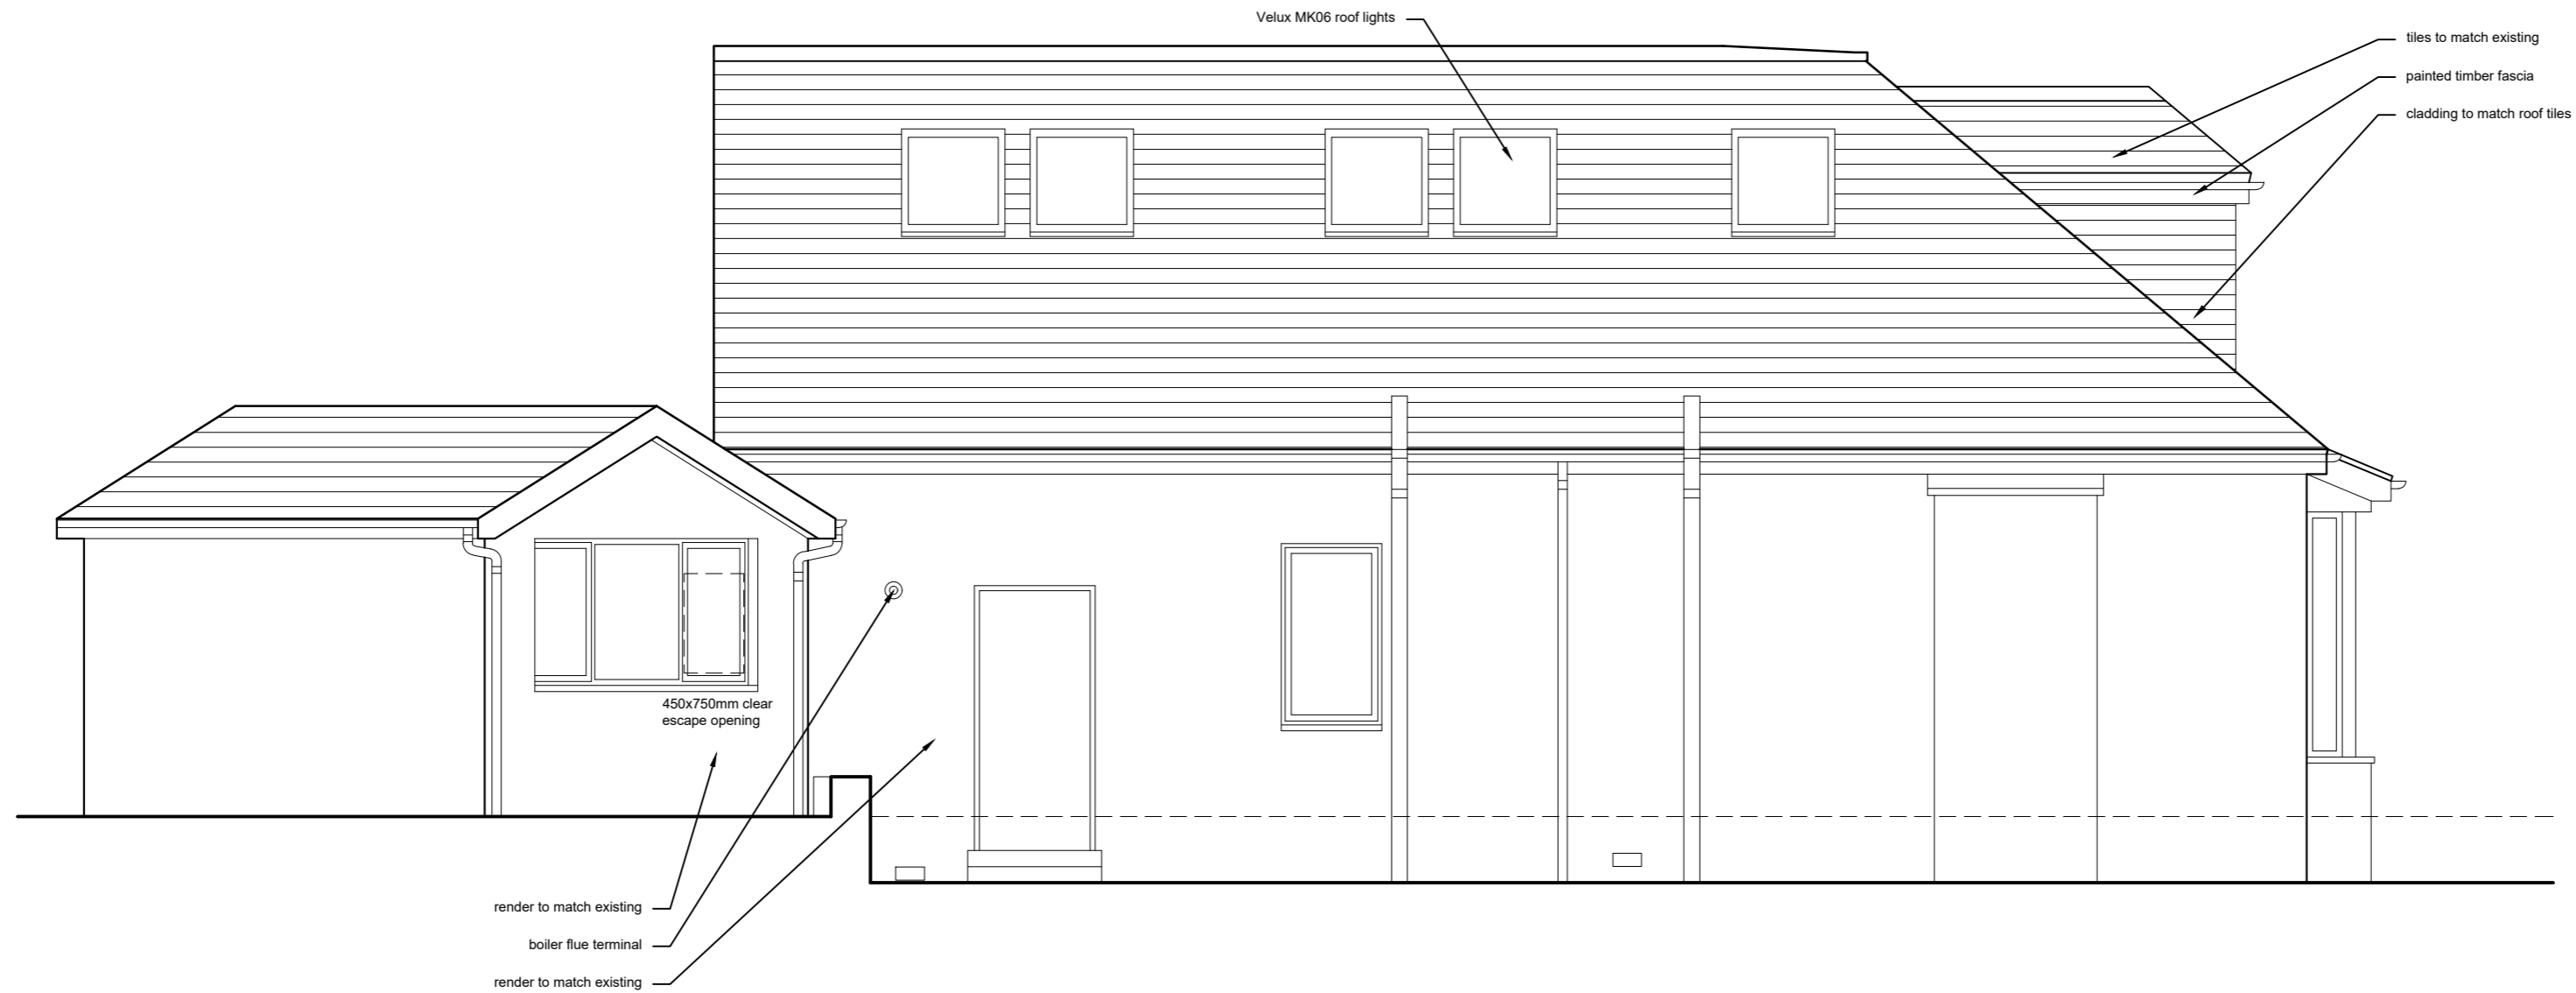 Velux MK06 roof lights
tiles to match existing
painted timber fascia
cladding to match roof tiles
450x750mm clear
escape opening
render to match existing
boiler flue terminal
render to match existing